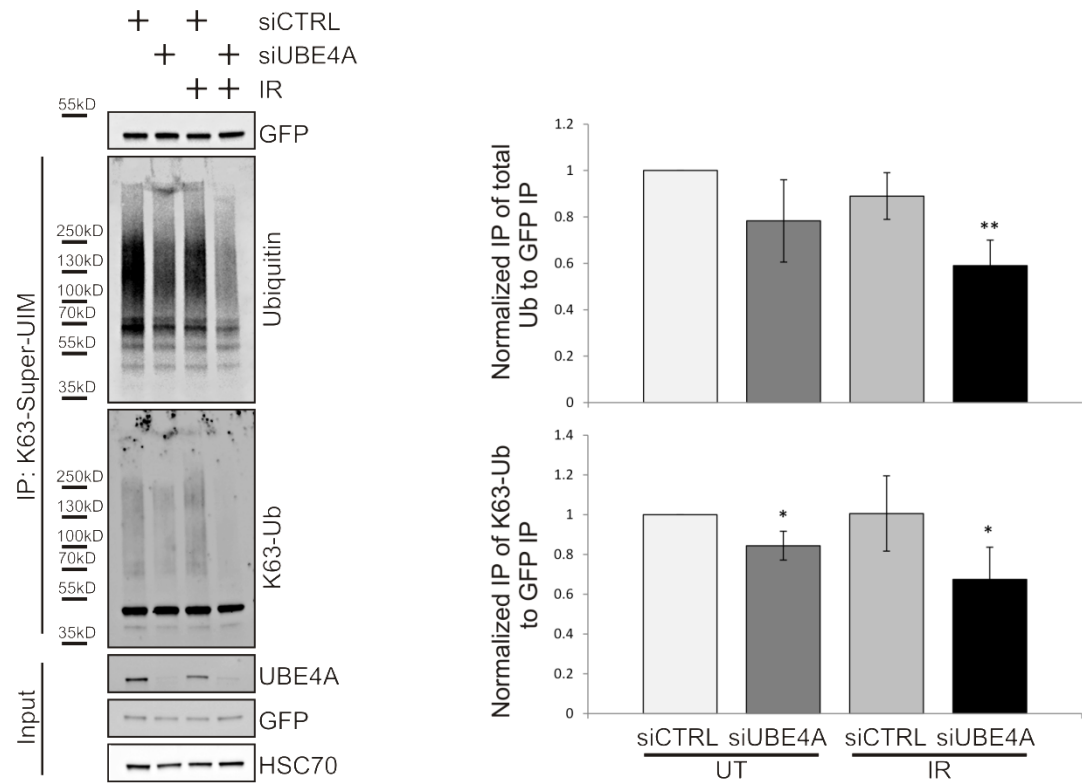 + + siCTRL
+ + siUBE4A
+ + IR
55kD
GFP
IP: K63-Super-UIM
250kD
130kD
100kD
70kD
55kD
35kD
Ubiquitin
250kD
130kD
100kD
70kD
55kD
35kD
K63-Ub
Input
UBE4A
GFP
HSC70
Normalized IP of total
Ub to GFP IP
1.2
1
0.8
0.6
0.4
0.2
0
**
Normalized IP of K63-Ub
to GFP IP
1.4
1.2
1
0.8
0.6
0.4
0.2
0
* *
siCTRL siUBE4A siCTRL siUBE4A
UT IR